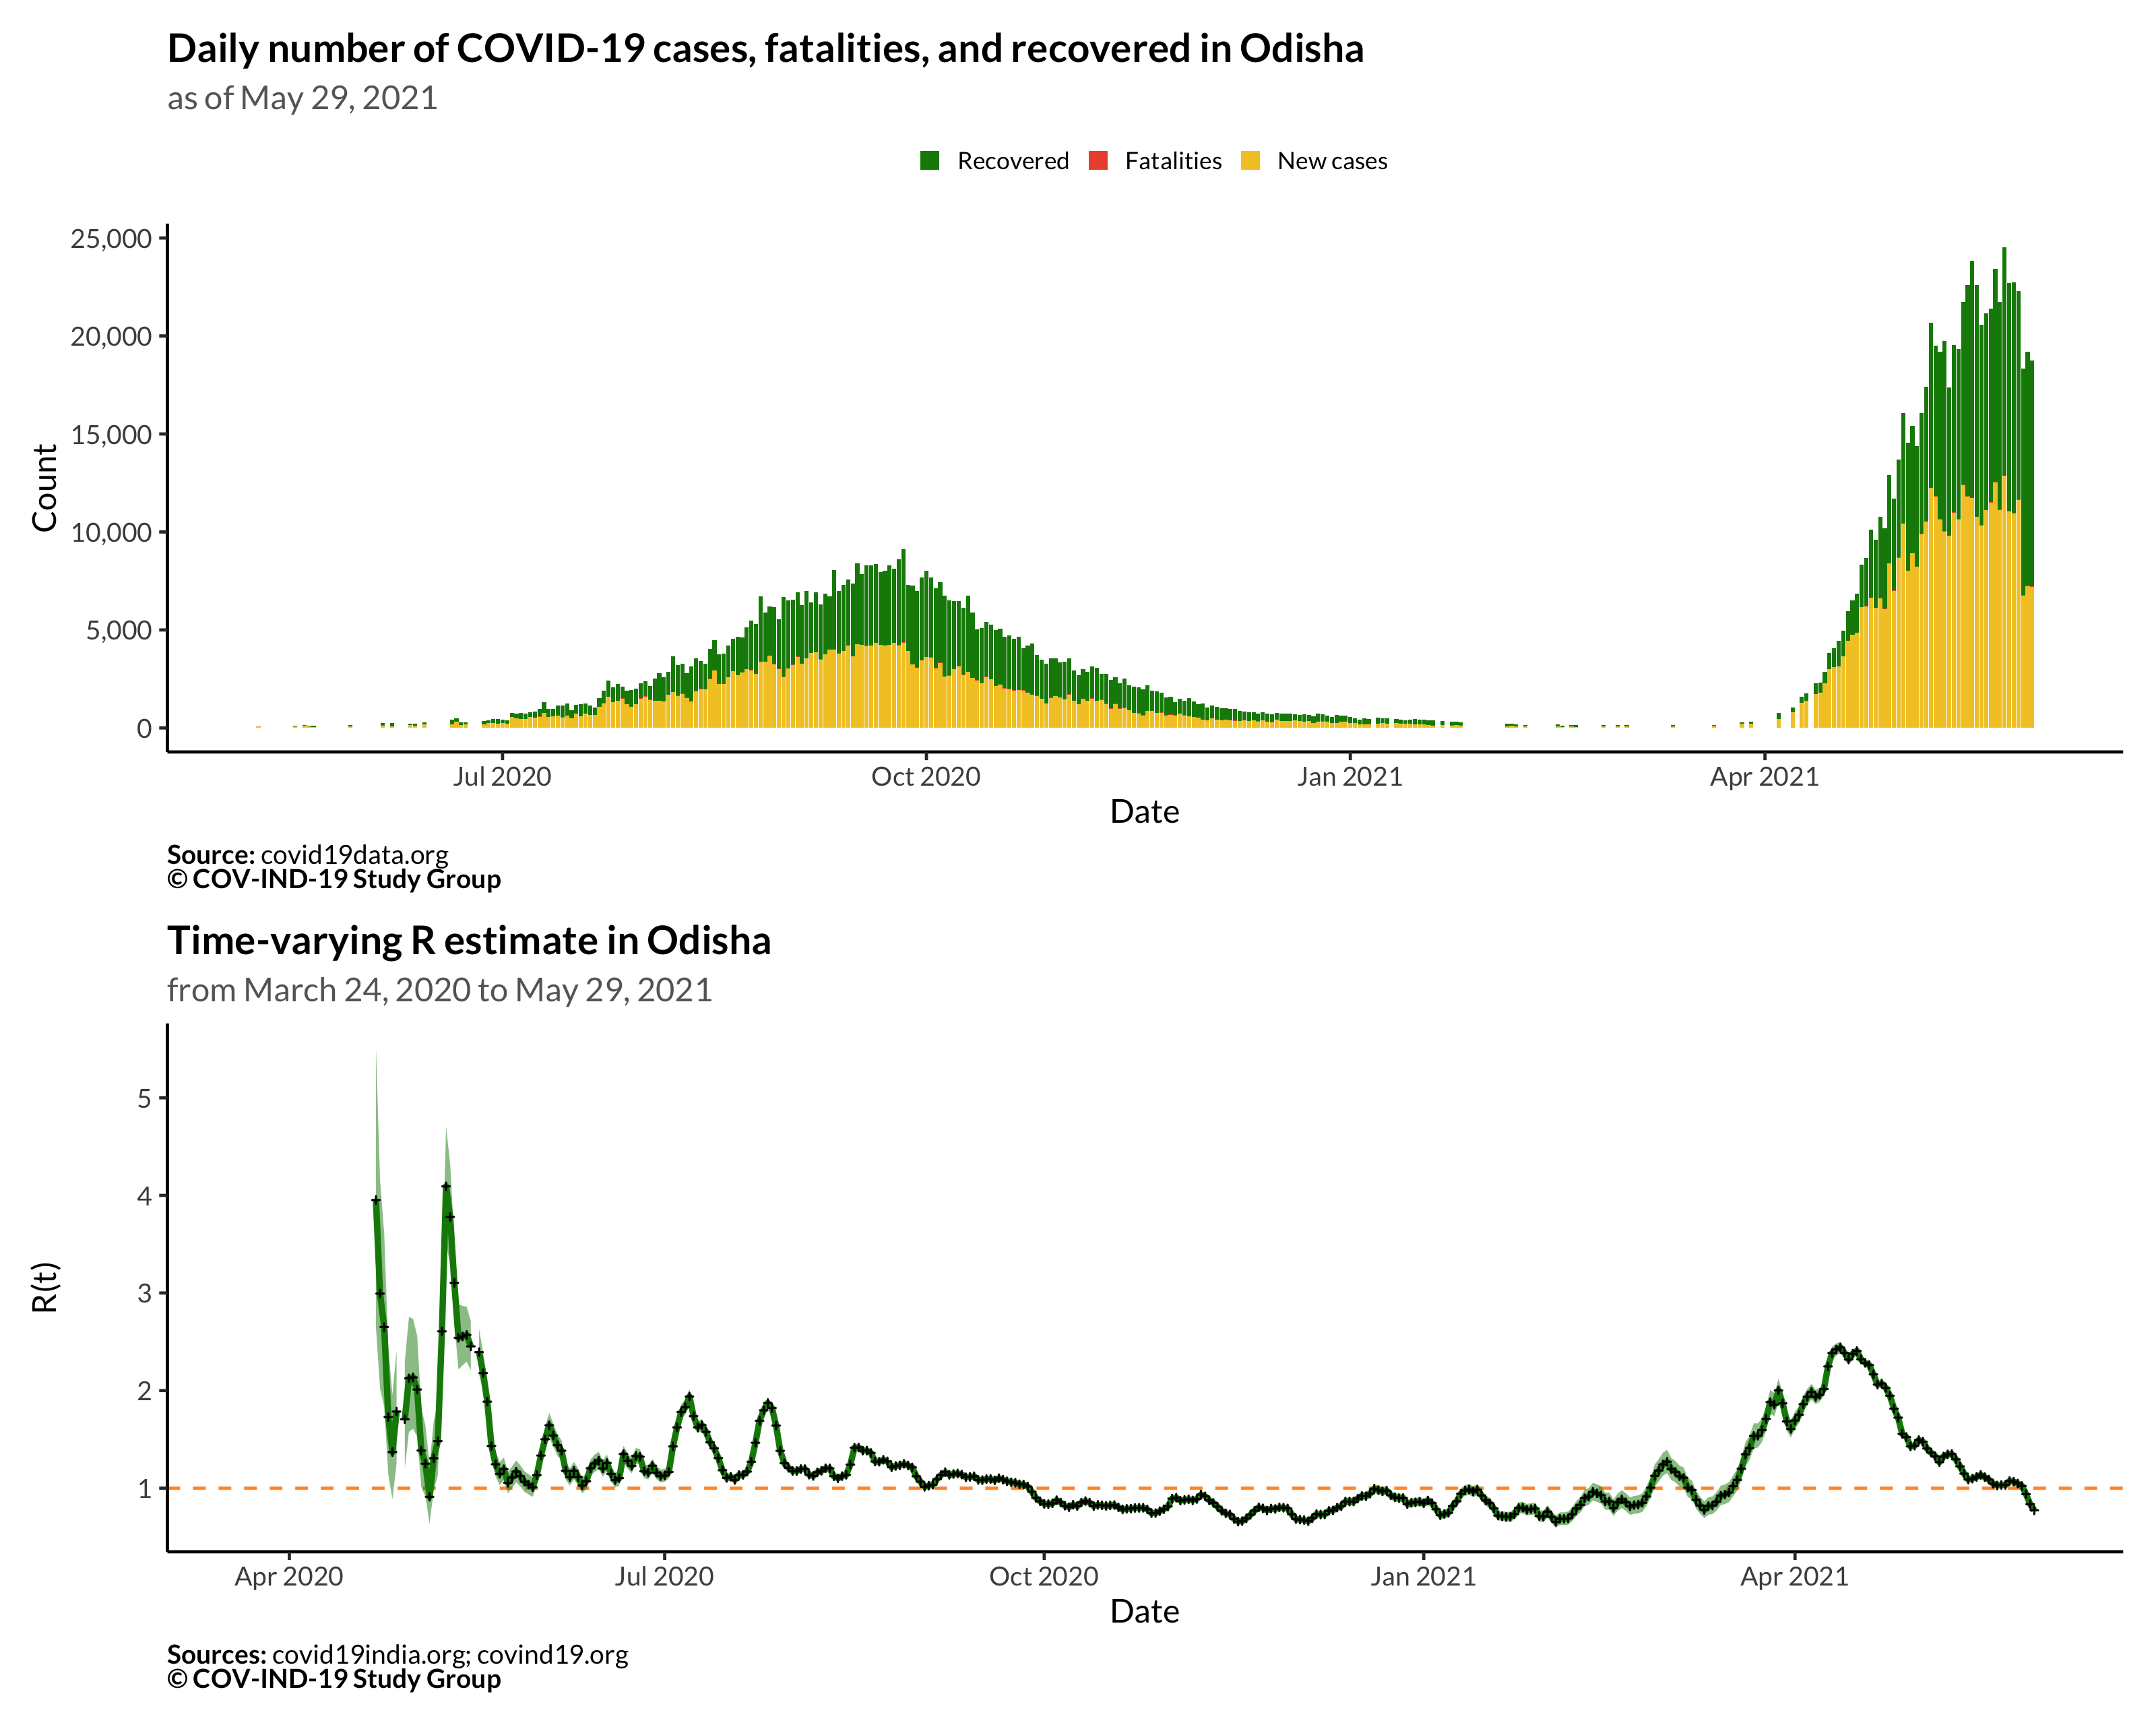 Daily number of COVID-19 cases, fatalities, and recovered in Odisha
as of May 29, 2021
Recovered Fatalities New cases
25,000
20,000
15,000
10,000
5,000
0
Count
Jul 2020 Oct 2020 Jan 2021 Apr 2021
Date
Source: covid19data.org
© COV-IND-19 Study Group
Time-varying R estimate in Odisha
from March 24, 2020 to May 29, 2021
5
4
3
2
1
R(t)
Apr 2020 Jul 2020 Oct 2020 Jan 2021 Apr 2021
Date
Sources: covid19india.org; covind19.org
© COV-IND-19 Study Group